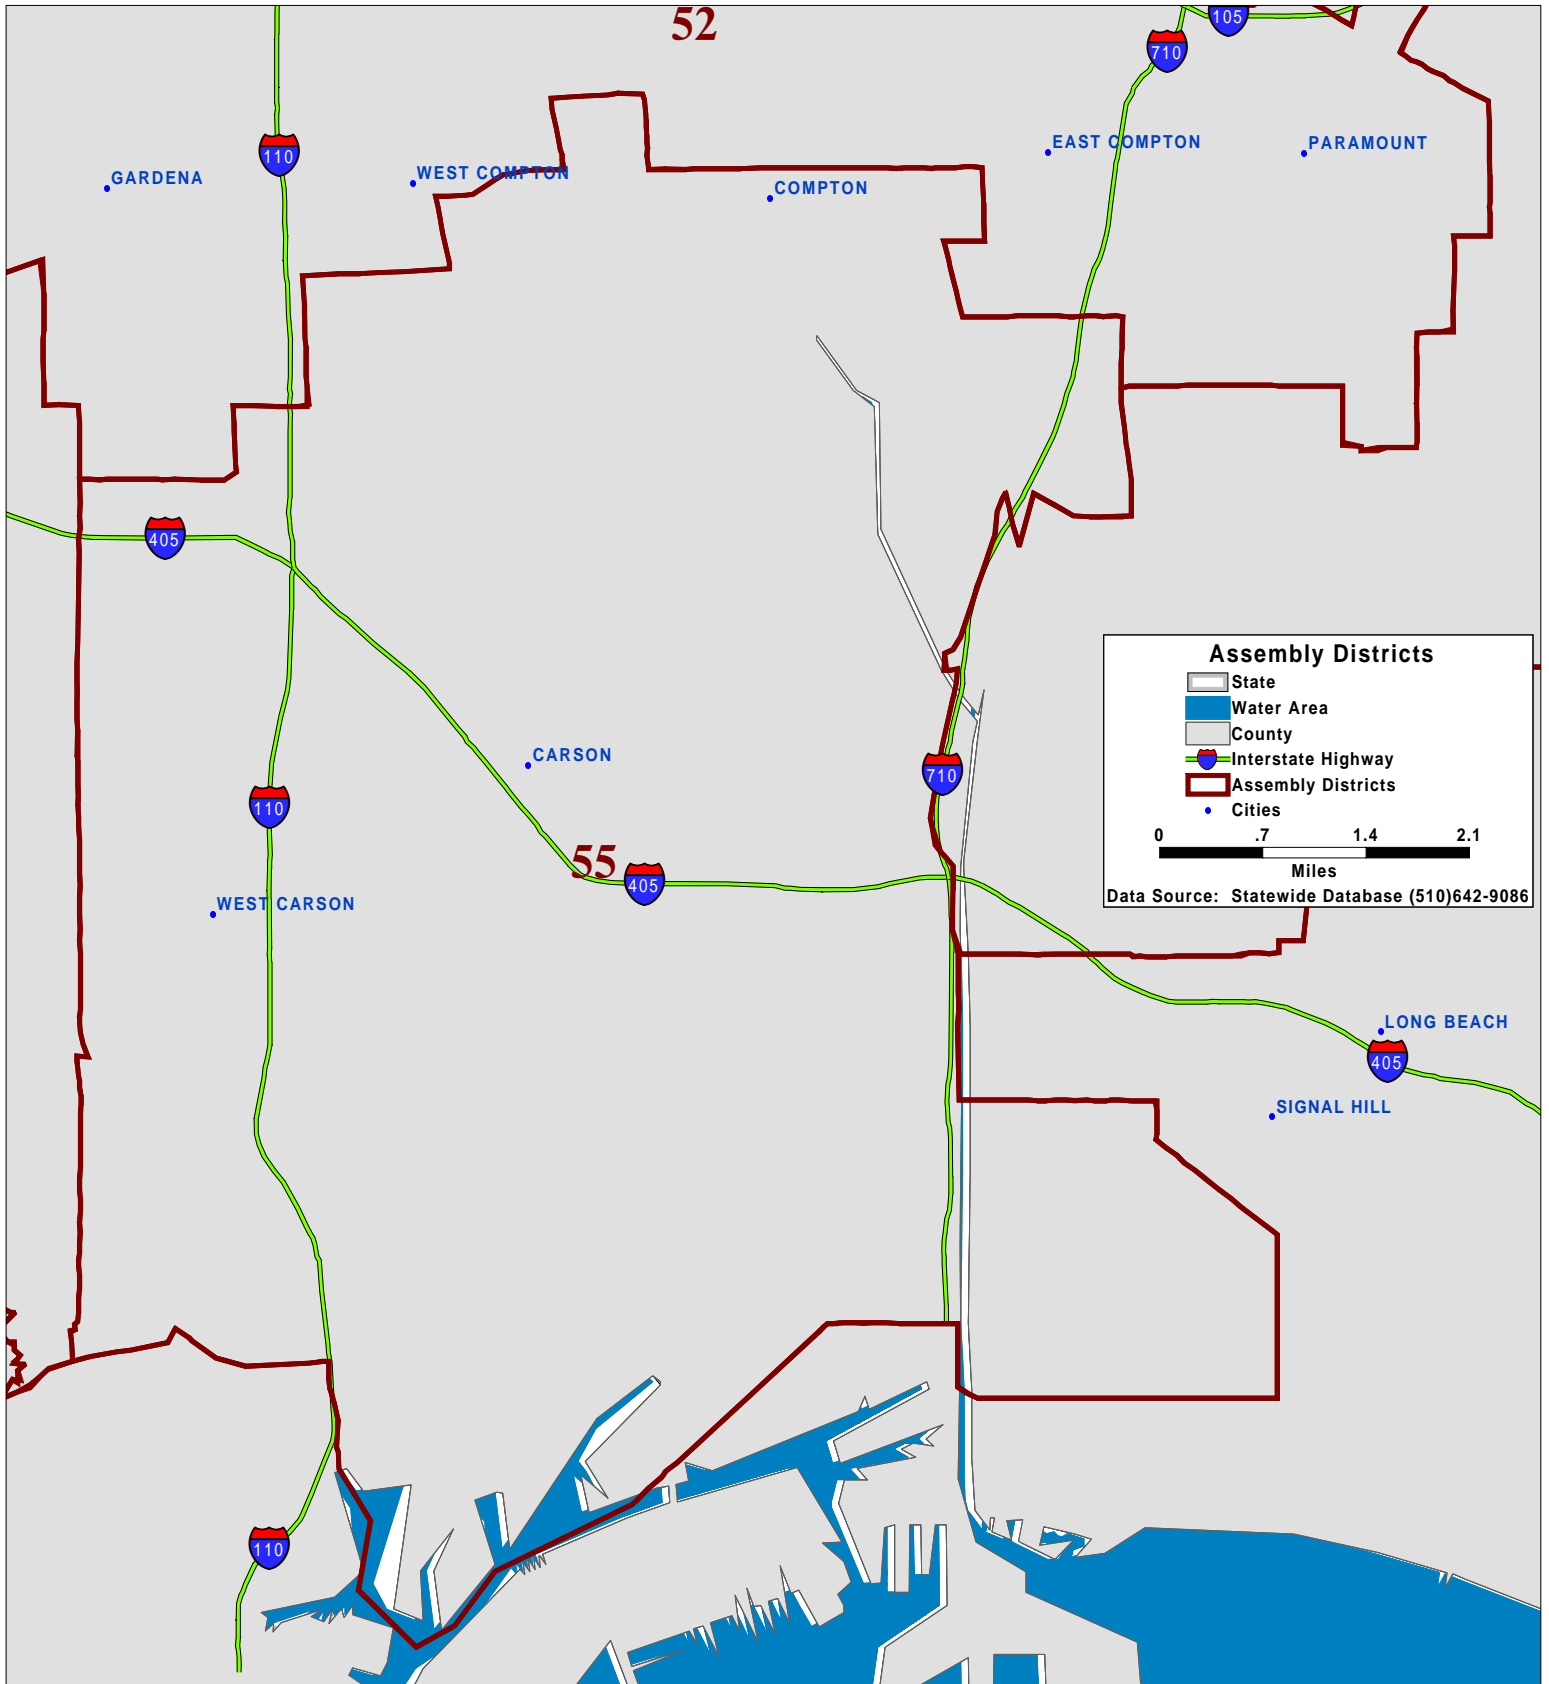 52
105
710
110
EAST COMPTON
PARAMOUNT
GARDENA
WEST COMPTON
COMPTON
405
CARSON
710
110
55
405
WEST CARSON
Assembly Districts
State
Water Area
County
Interstate Highway
Assembly Districts
Cities
0 .7 1.4 2.1
Miles
Data Source: Statewide Database (510)642-9086
LONG BEACH
405
SIGNAL HILL
110